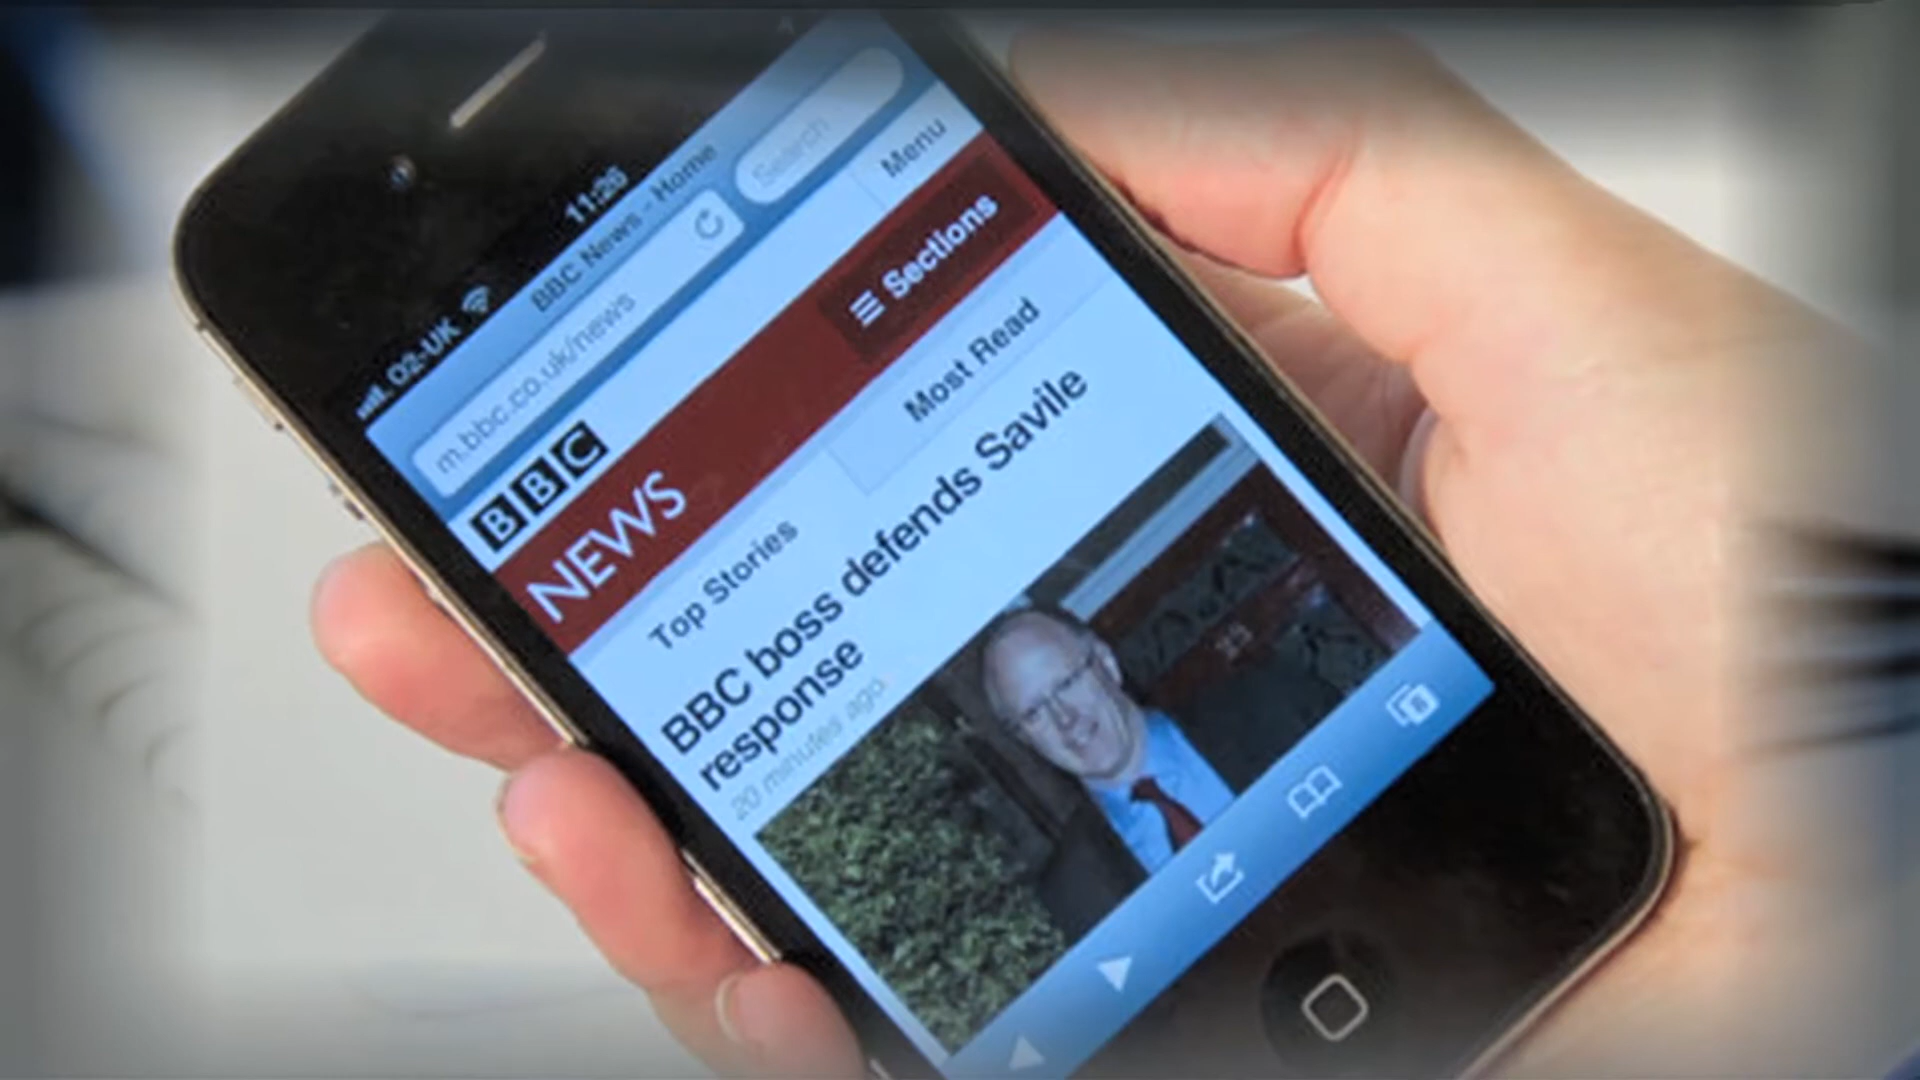 O2-UK
11:26
BBC News - Home
m.bbc.co.uk/news
Search
BBC
Menu
NEWS
Sections
Top Stories
Most Read
BBC boss defends Savile
response
20 minutes ago